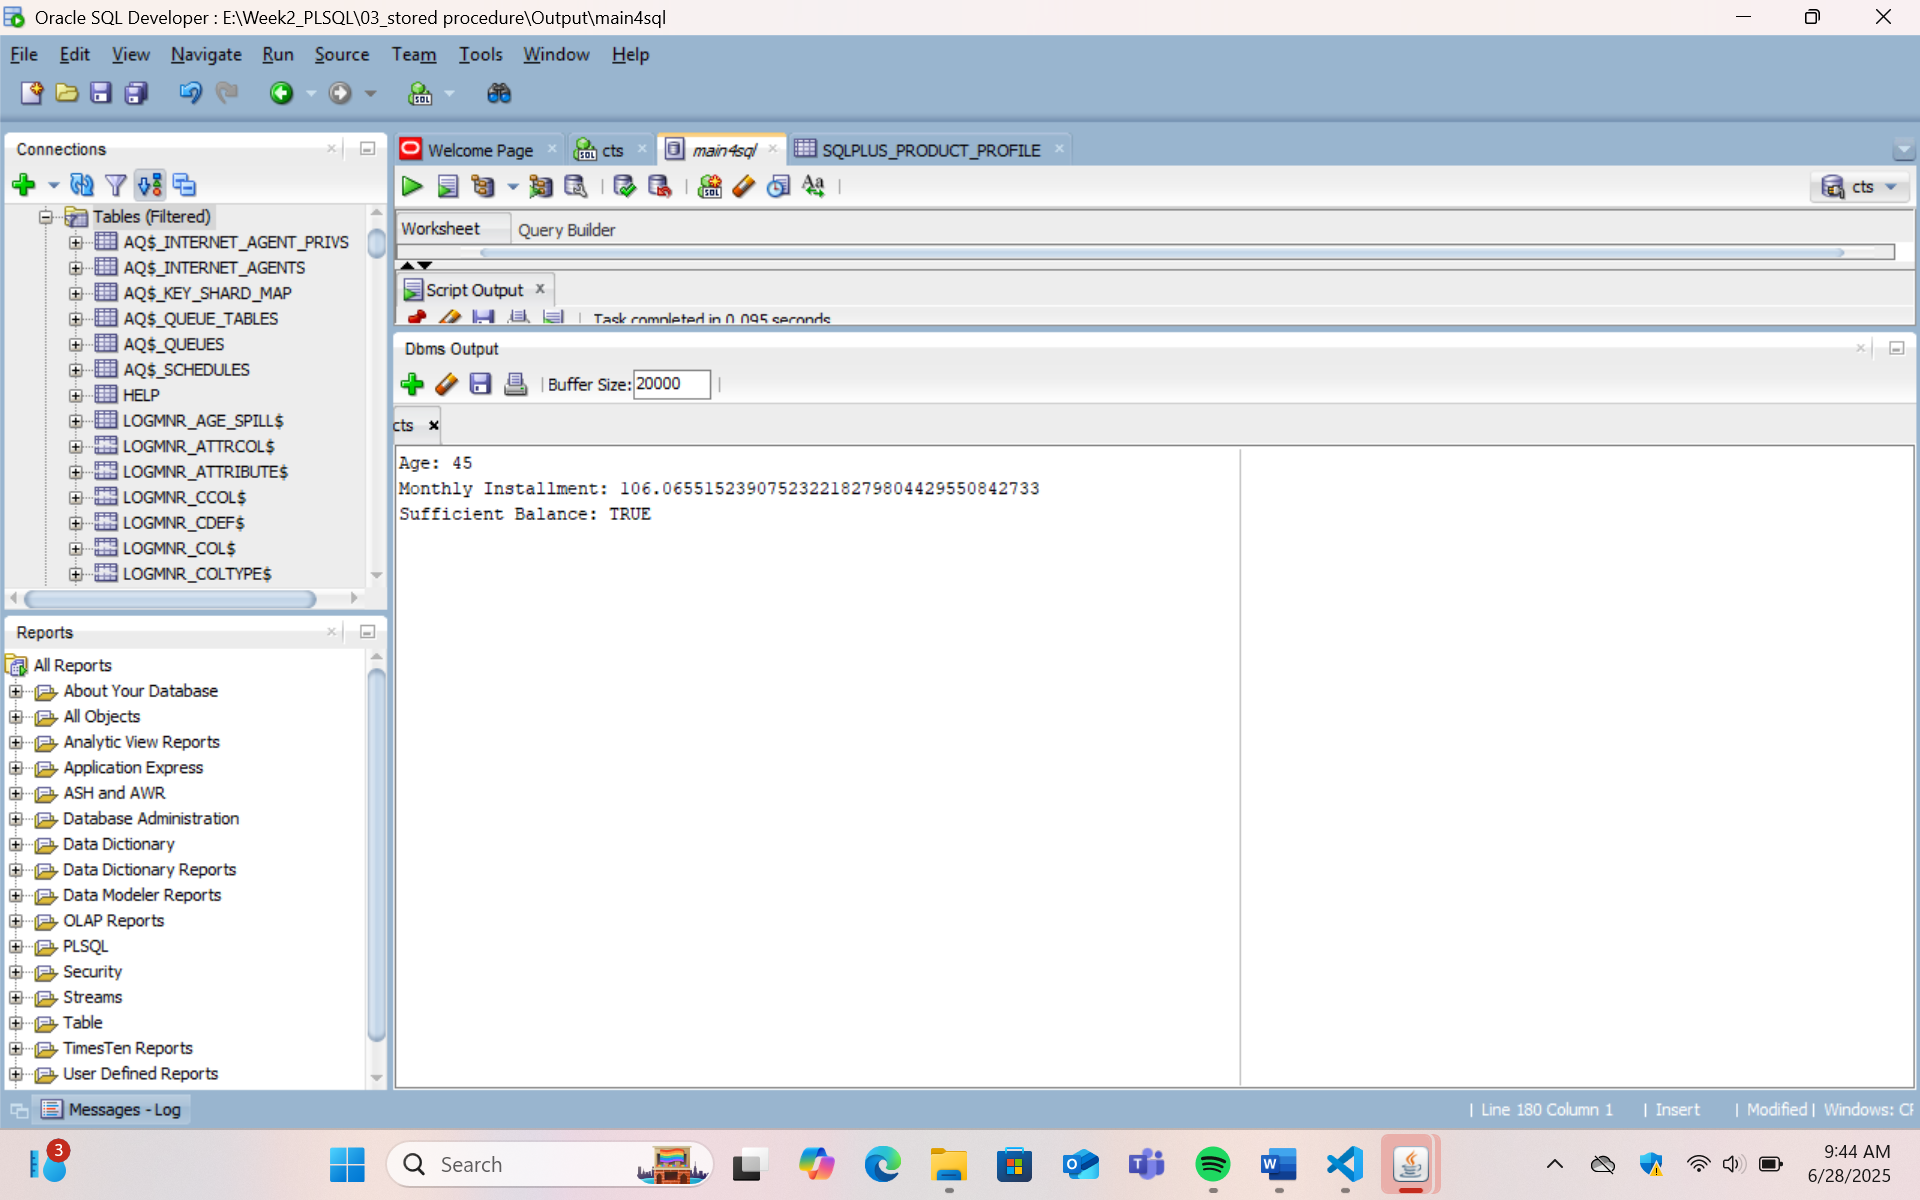 Oracle SQL Developer : E:\Week2_PLSQL\03_stored procedure\Output\main4sql
File Edit View Navigate Run Source Team Tools Window Help
Connections
Tables (Filtered)
AQ$_INTERNET_AGENT_PRIVS
AQ$_INTERNET_AGENTS
AQ$_KEY_SHARD_MAP
AQ$_QUEUE_TABLES
AQ$_QUEUES
AQ$_SCHEDULES
HELP
LOGMNR_AGE_SPILL$
LOGMNR_ATTRCOL$
LOGMNR_ATTRIBUTE$
LOGMNR_CCOL$
LOGMNR_CDEF$
LOGMNR_COL$
LOGMNR_COLTYPE$
Reports
All Reports
About Your Database
All Objects
Analytic View Reports
Application Express
ASH and AWR
Database Administration
Data Dictionary
Data Dictionary Reports
Data Modeler Reports
OLAP Reports
PLSQL
Security
Streams
Table
TimesTen Reports
User Defined Reports
Welcome Page cts main4sql SQLPLUS_PRODUCT_PROFILE
cts
Worksheet Query Builder
Script Output
Task completed in 0.095 seconds
Dbms Output
Buffer Size: 20000
cts
Age: 45
Monthly Installment: 106.065515239075232218279804429550842733
Sufficient Balance: TRUE
Messages - Log
Line 180 Column 1 | Insert | Modified | Windows: CF
3
Search
9:44 AM
6/28/2025